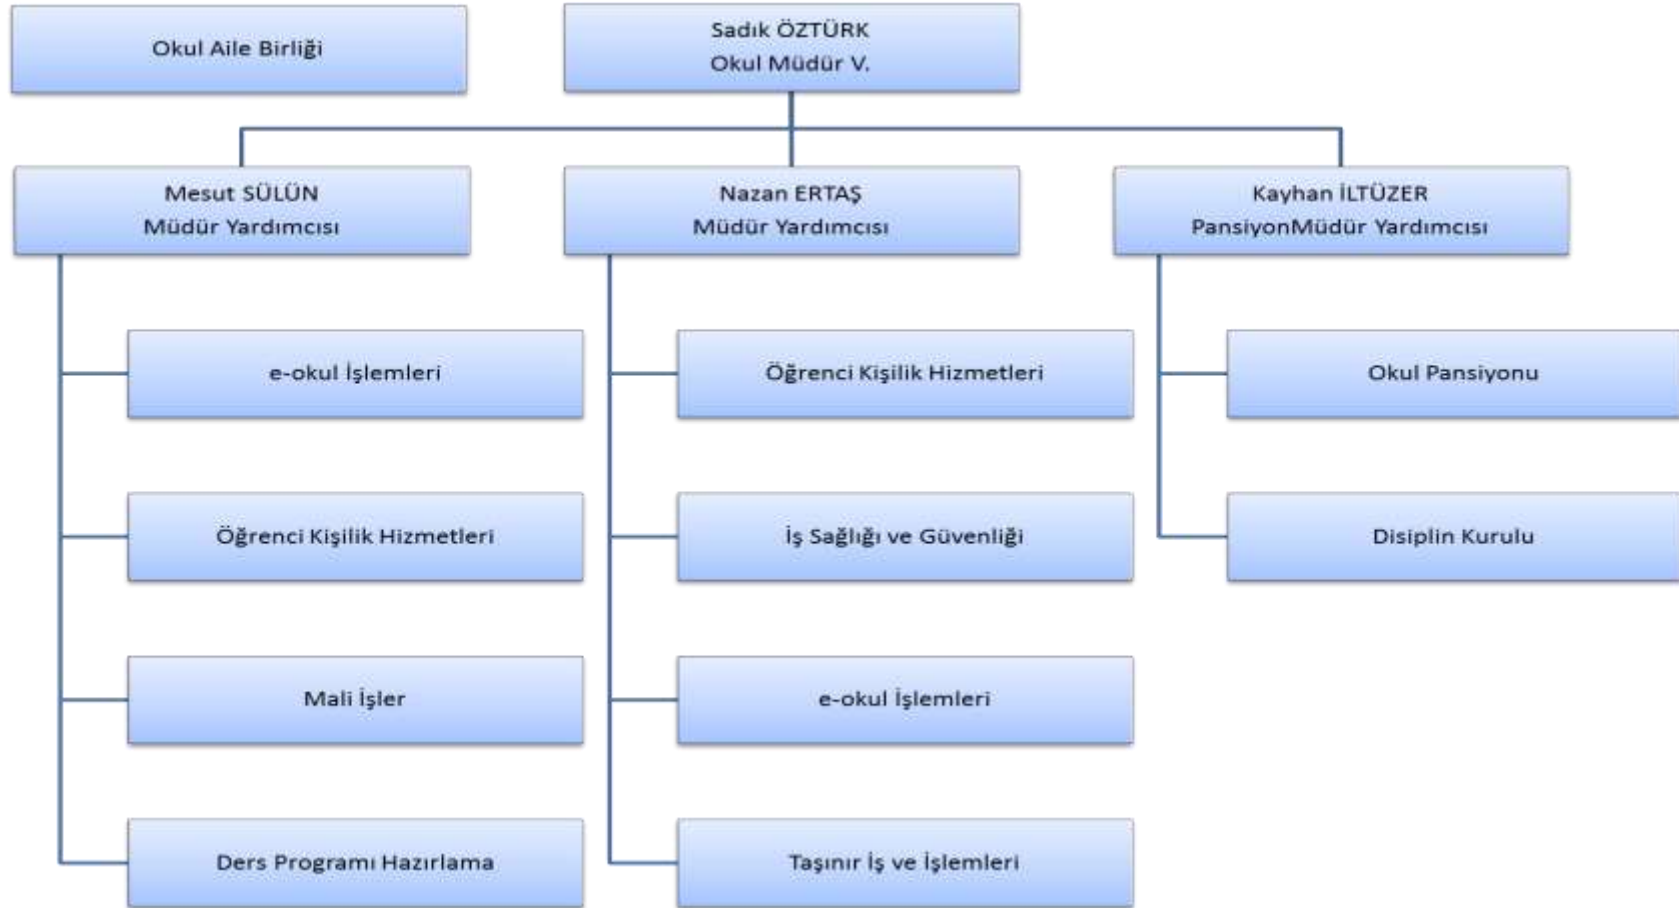 Okul Aile Birliği
Sadık ÖZTÜRK
Okul Müdür V.
Mesut SÜLÜN
Müdür Yardımcısı
Nazan ERTAŞ
Müdür Yardımcısı
Kayhan İLTÜZER
PansiyonMüdür Yardımcısı
e-okul İşlemleri
Öğrenci Kişilik Hizmetleri
Mali İşler
Ders Programı Hazırlama
Öğrenci Kişilik Hizmetleri
İş Sağlığı ve Güvenliği
e-okul İşlemleri
Taşınır İş ve İşlemleri
Okul Pansiyonu
Disiplin Kurulu